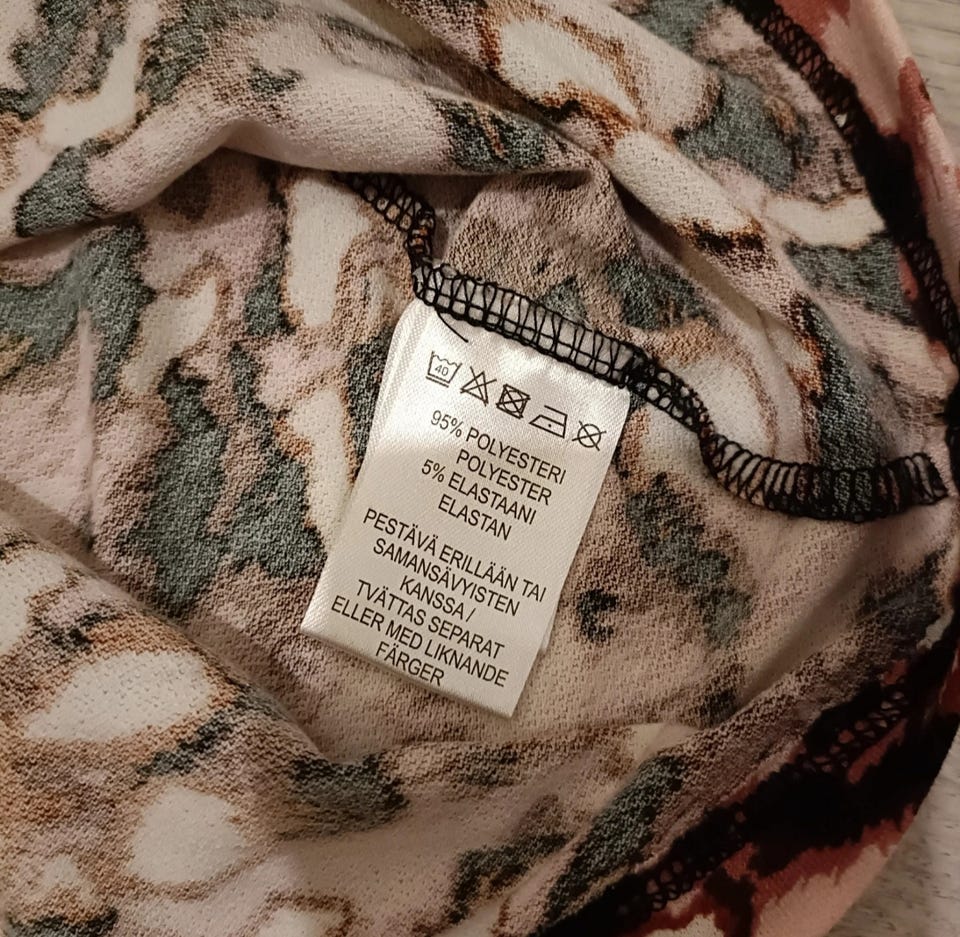 40
95% POLYESTERI
POLYESTER
5% ELASTAANI
ELASTAN
PESTÄVÄ ERILLÄÄN TAI
SAMANSÄVYISTEN
KANSSA /
TVÄTTAS SEPARAT
ELLER MED LIKNANDE
FÄRGER